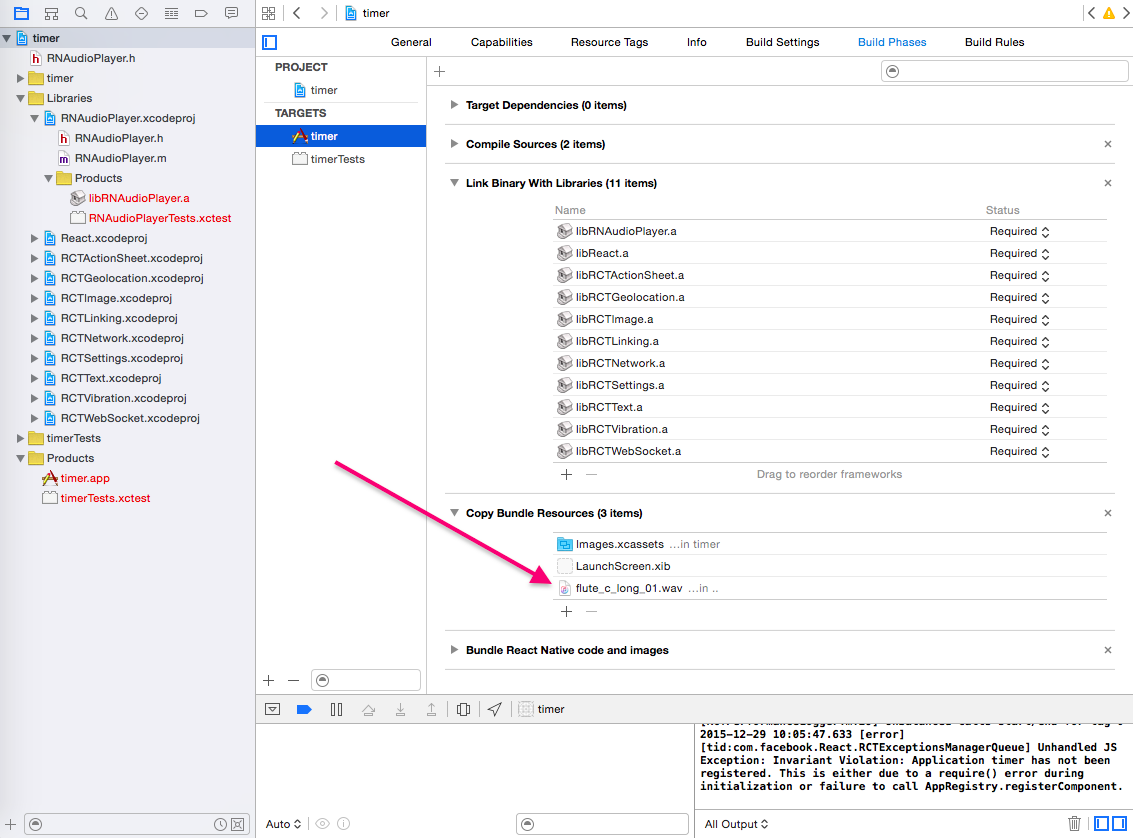 timer
timer
RNAudioPlayer.h
timer
Libraries
RNAudioPlayer.xcodeproj
RNAudioPlayer.h
RNAudioPlayer.m
Products
libRNAudioPlayer.a
RNAudioPlayerTests.xctest
React.xcodeproj
RCTActionSheet.xcodeproj
RCTGeolocation.xcodeproj
RCTImage.xcodeproj
RCTLinking.xcodeproj
RCTNetwork.xcodeproj
RCTSettings.xcodeproj
RCTText.xcodeproj
RCTVibration.xcodeproj
RCTWebSocket.xcodeproj
timerTests
Products
timer.app
timerTests.xctest
General Capabilities Resource Tags Info Build Settings Build Phases Build Rules
PROJECT
timer
TARGETS
timer
timerTests
Target Dependencies (0 items)
Compile Sources (2 items)
Link Binary With Libraries (11 items)
Name Status
libRNAudioPlayer.a Required
libReact.a Required
libRCTActionSheet.a Required
libRCTGeolocation.a Required
libRCTImage.a Required
libRCTLinking.a Required
libRCTNetwork.a Required
libRCTSettings.a Required
libRCTText.a Required
libRCTVibration.a Required
libRCTWebSocket.a Required
Drag to reorder frameworks
Copy Bundle Resources (3 items)
Images.xcassets ...in timer
LaunchScreen.xib
flute_c_long_01.wav ...in ..
Bundle React Native code and images
timer
2015-12-29 10:05:47.633 [error]
[tid:com.facebook.React.RCTExceptionsManagerQueue] Unhandled JS
Exception: Invariant Violation: Application timer has not been
registered. This is either due to a require() error during
initialization or failure to call AppRegistry.registerComponent.
Auto
All Output